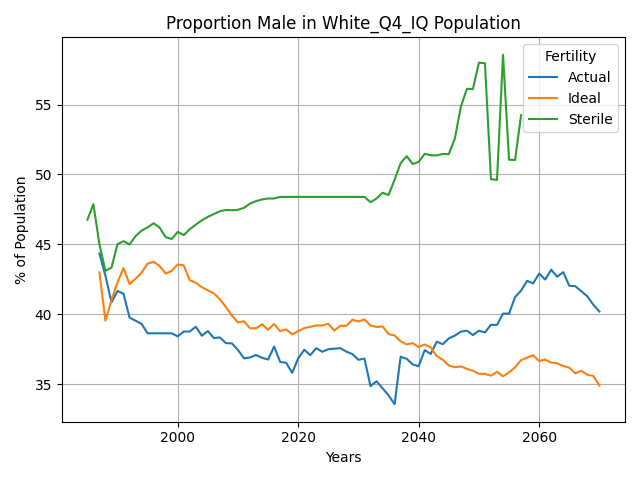 Proportion Male in White_Q4_IQ Population
% of Population
55
50
45
40
35
2000
2020
2040
2060
Years
Fertility
Actual
Ideal
Sterile